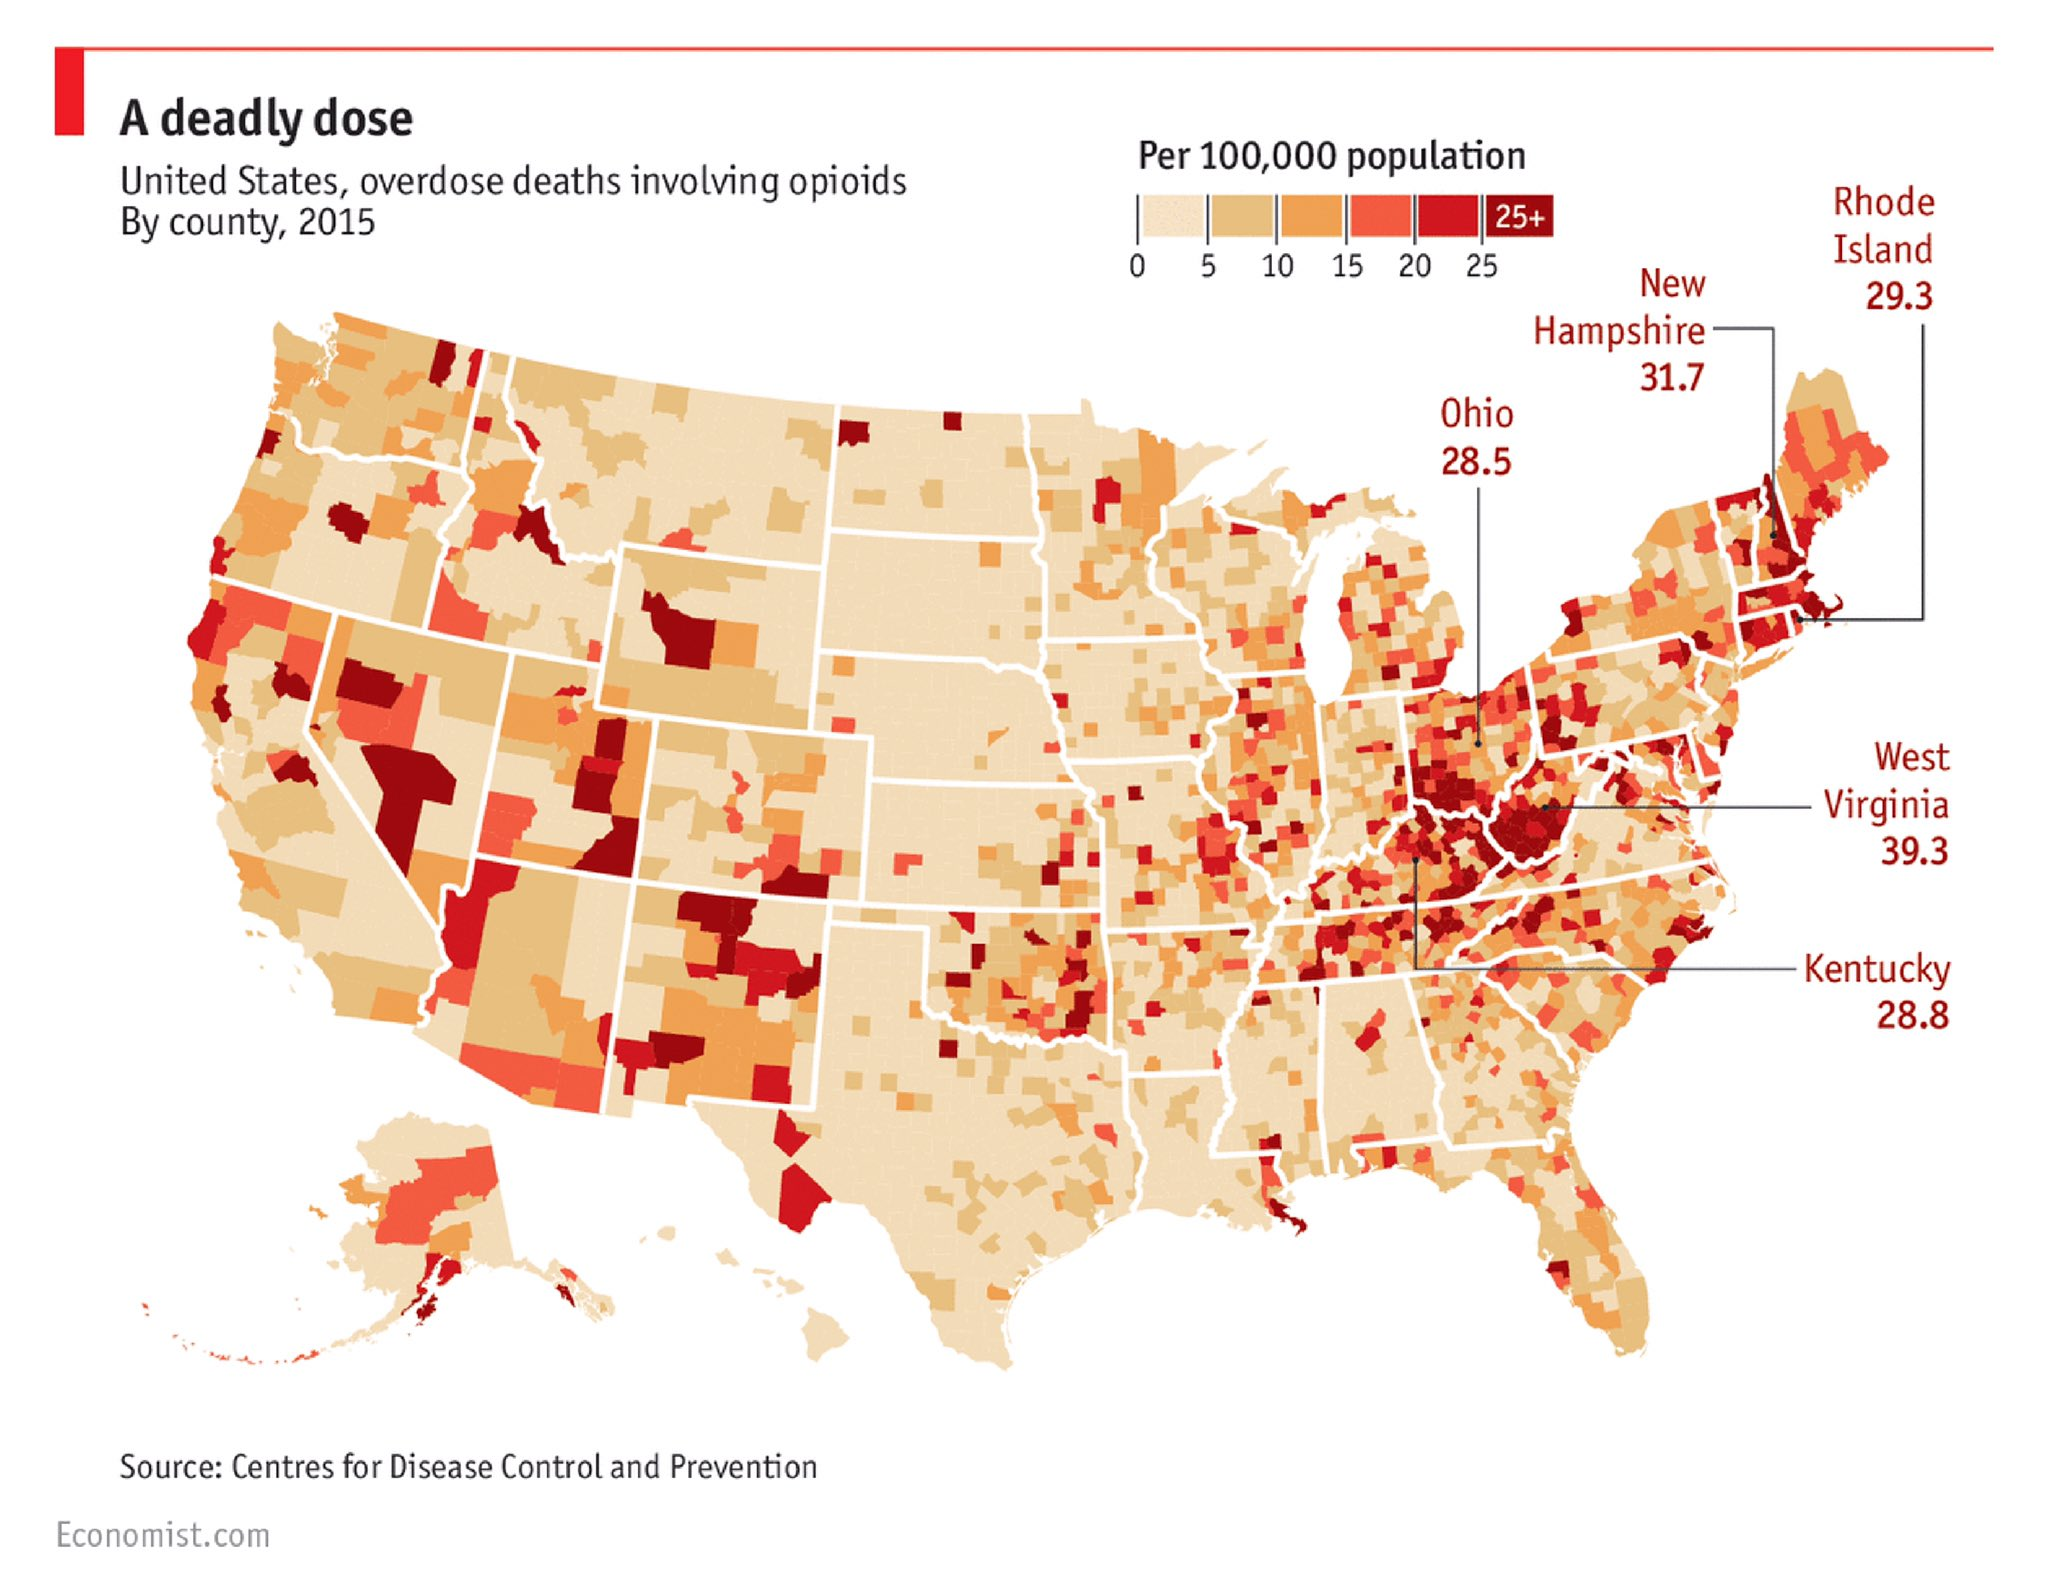 A deadly dose
United States, overdose deaths involving opioids
By county, 2015
Per 100,000 population
25+
0 5 10 15 20 25
Rhode
Island
29.3
New
Hampshire
31.7
Ohio
28.5
West
Virginia
39.3
Kentucky
28.8
Source: Centres for Disease Control and Prevention
Economist.com